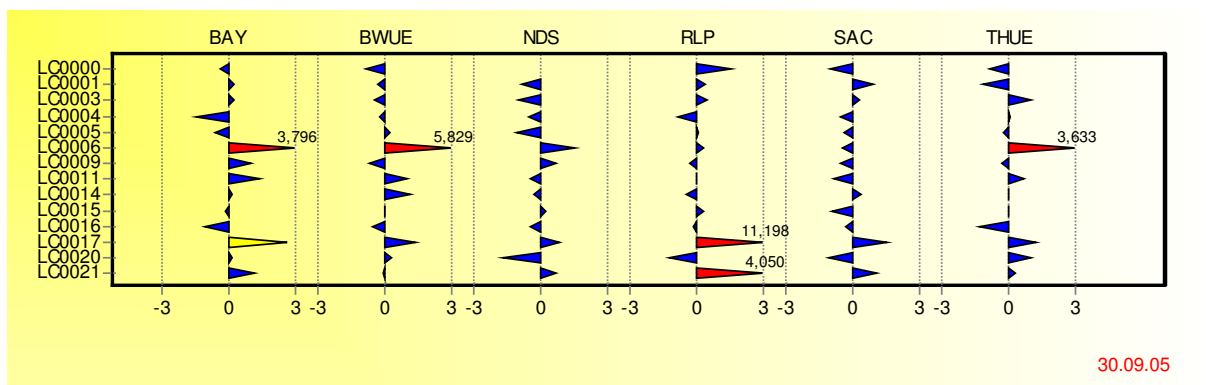 BAY BWUE NDS RLP SAC THUE
LC0000
LC0001
LC0003
LC0004
LC0005
3,796 5,829 3,633
LC0006
LC0009
LC0011
LC0014
LC0015
LC0016
11,198
LC0017
LC0020
4,050
LC0021
-3 0 3 -3 0 3 -3 0 3 -3 0 3 -3 0 3 -3 0 3
30.09.05